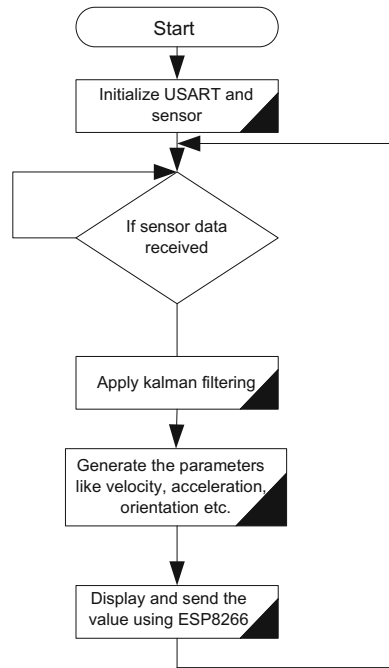 Start
Initialize USART and
sensor
If sensor data
received
Apply kalman filtering
Generate the parameters
like velocity, acceleration,
orientation etc.
Display and send the
value using ESP8266